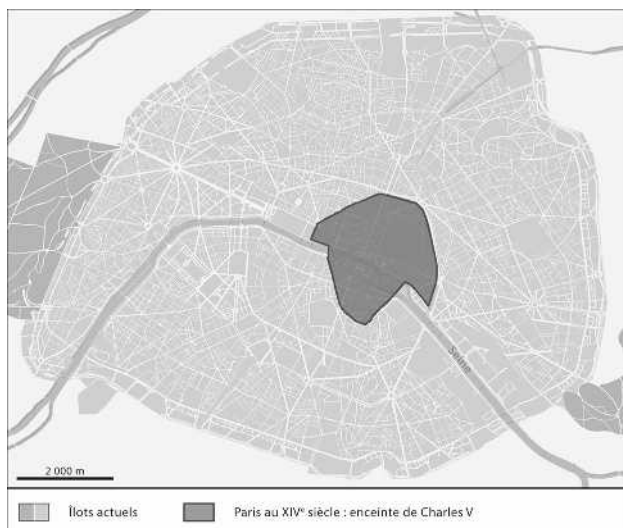 Seine
2 000 m
Îlots actuels
Paris au XIVᵉ siècle : enceinte de Charles V